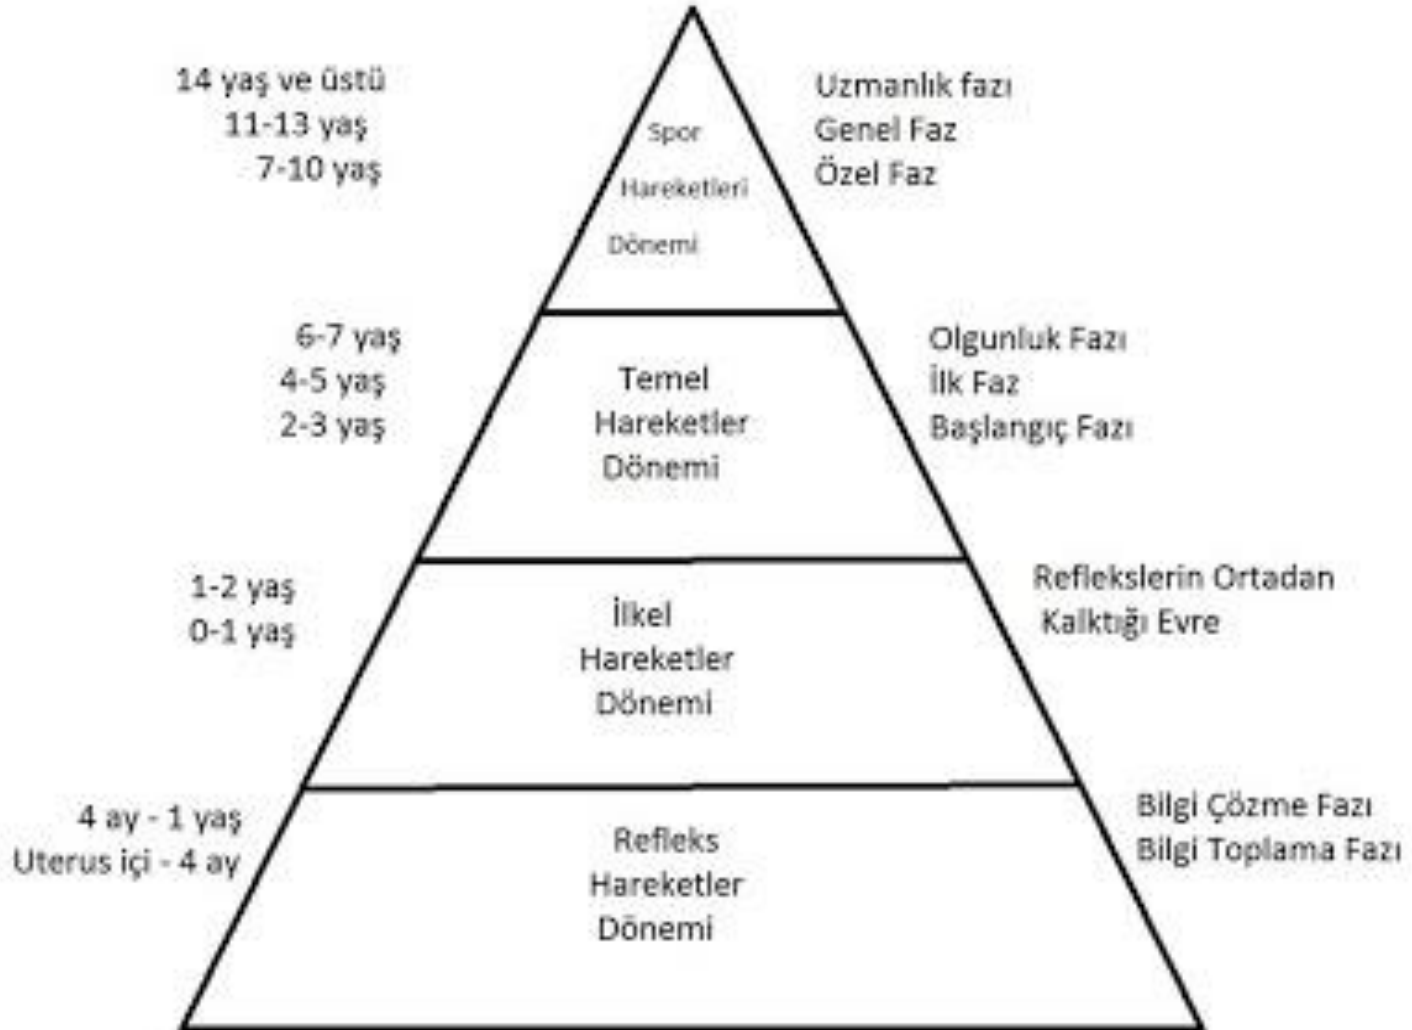 14 yaş ve üstü
11-13 yaş
7-10 yaş
Spor
Hareketleri
Dönemi
Uzmanlık fazı
Genel Faz
Özel Faz
6-7 yaş
4-5 yaş
2-3 yaş
Temel
Hareketler
Dönemi
Olgunluk Fazı
İlk Faz
Başlangıç Fazı
1-2 yaş
0-1 yaş
İlkel
Hareketler
Dönemi
Reflekslerin Ortadan
Kalktığı Evre
4 ay - 1 yaş
Uterus içi - 4 ay
Refleks
Hareketler
Dönemi
Bilgi Çözme Fazı
Bilgi Toplama Fazı